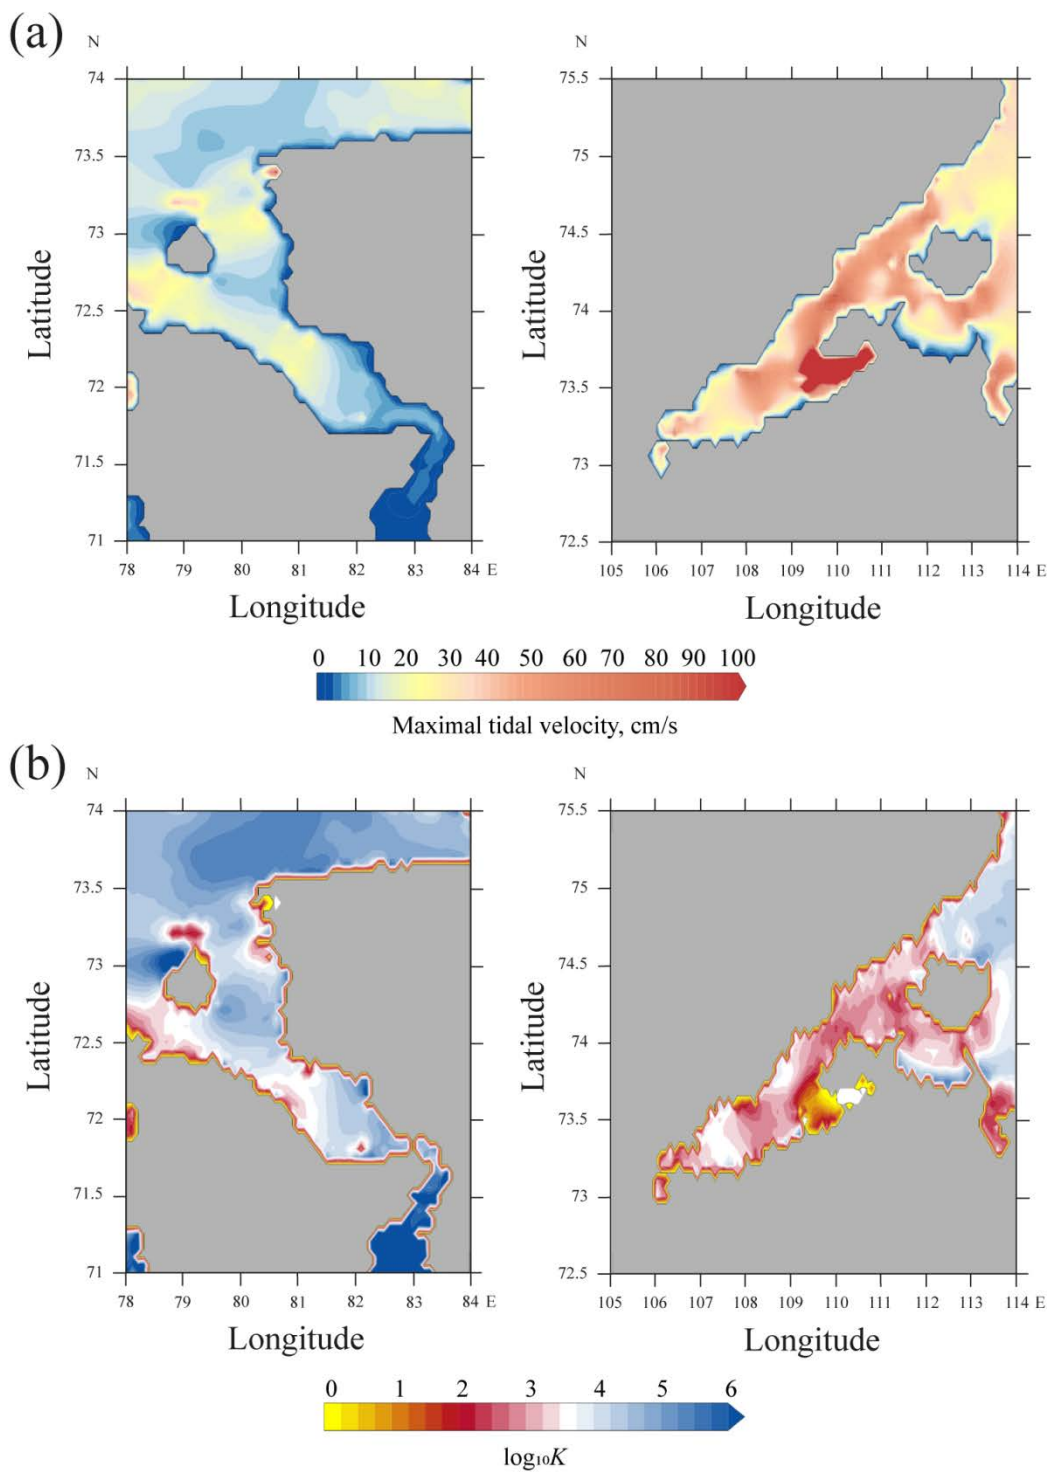 (a)
N N
74 75.5
73.5 75
73 74.5
72.5 74
72 73.5
71.5 73
71 72.5
Latitude Latitude
78 79 80 81 82 83 84 E 105 106 107 108 109 110 111 112 113 114 E
Longitude Longitude
0 10 20 30 40 50 60 70 80 90 100
Maximal tidal velocity, cm/s
(b)
N N
74 75.5
73.5 75
73 74.5
72.5 74
72 73.5
71.5 73
71 72.5
Latitude Latitude
78 79 80 81 82 83 84 E 105 106 107 108 109 110 111 112 113 114 E
Longitude Longitude
0 1 2 3 4 5 6
log₁₀K